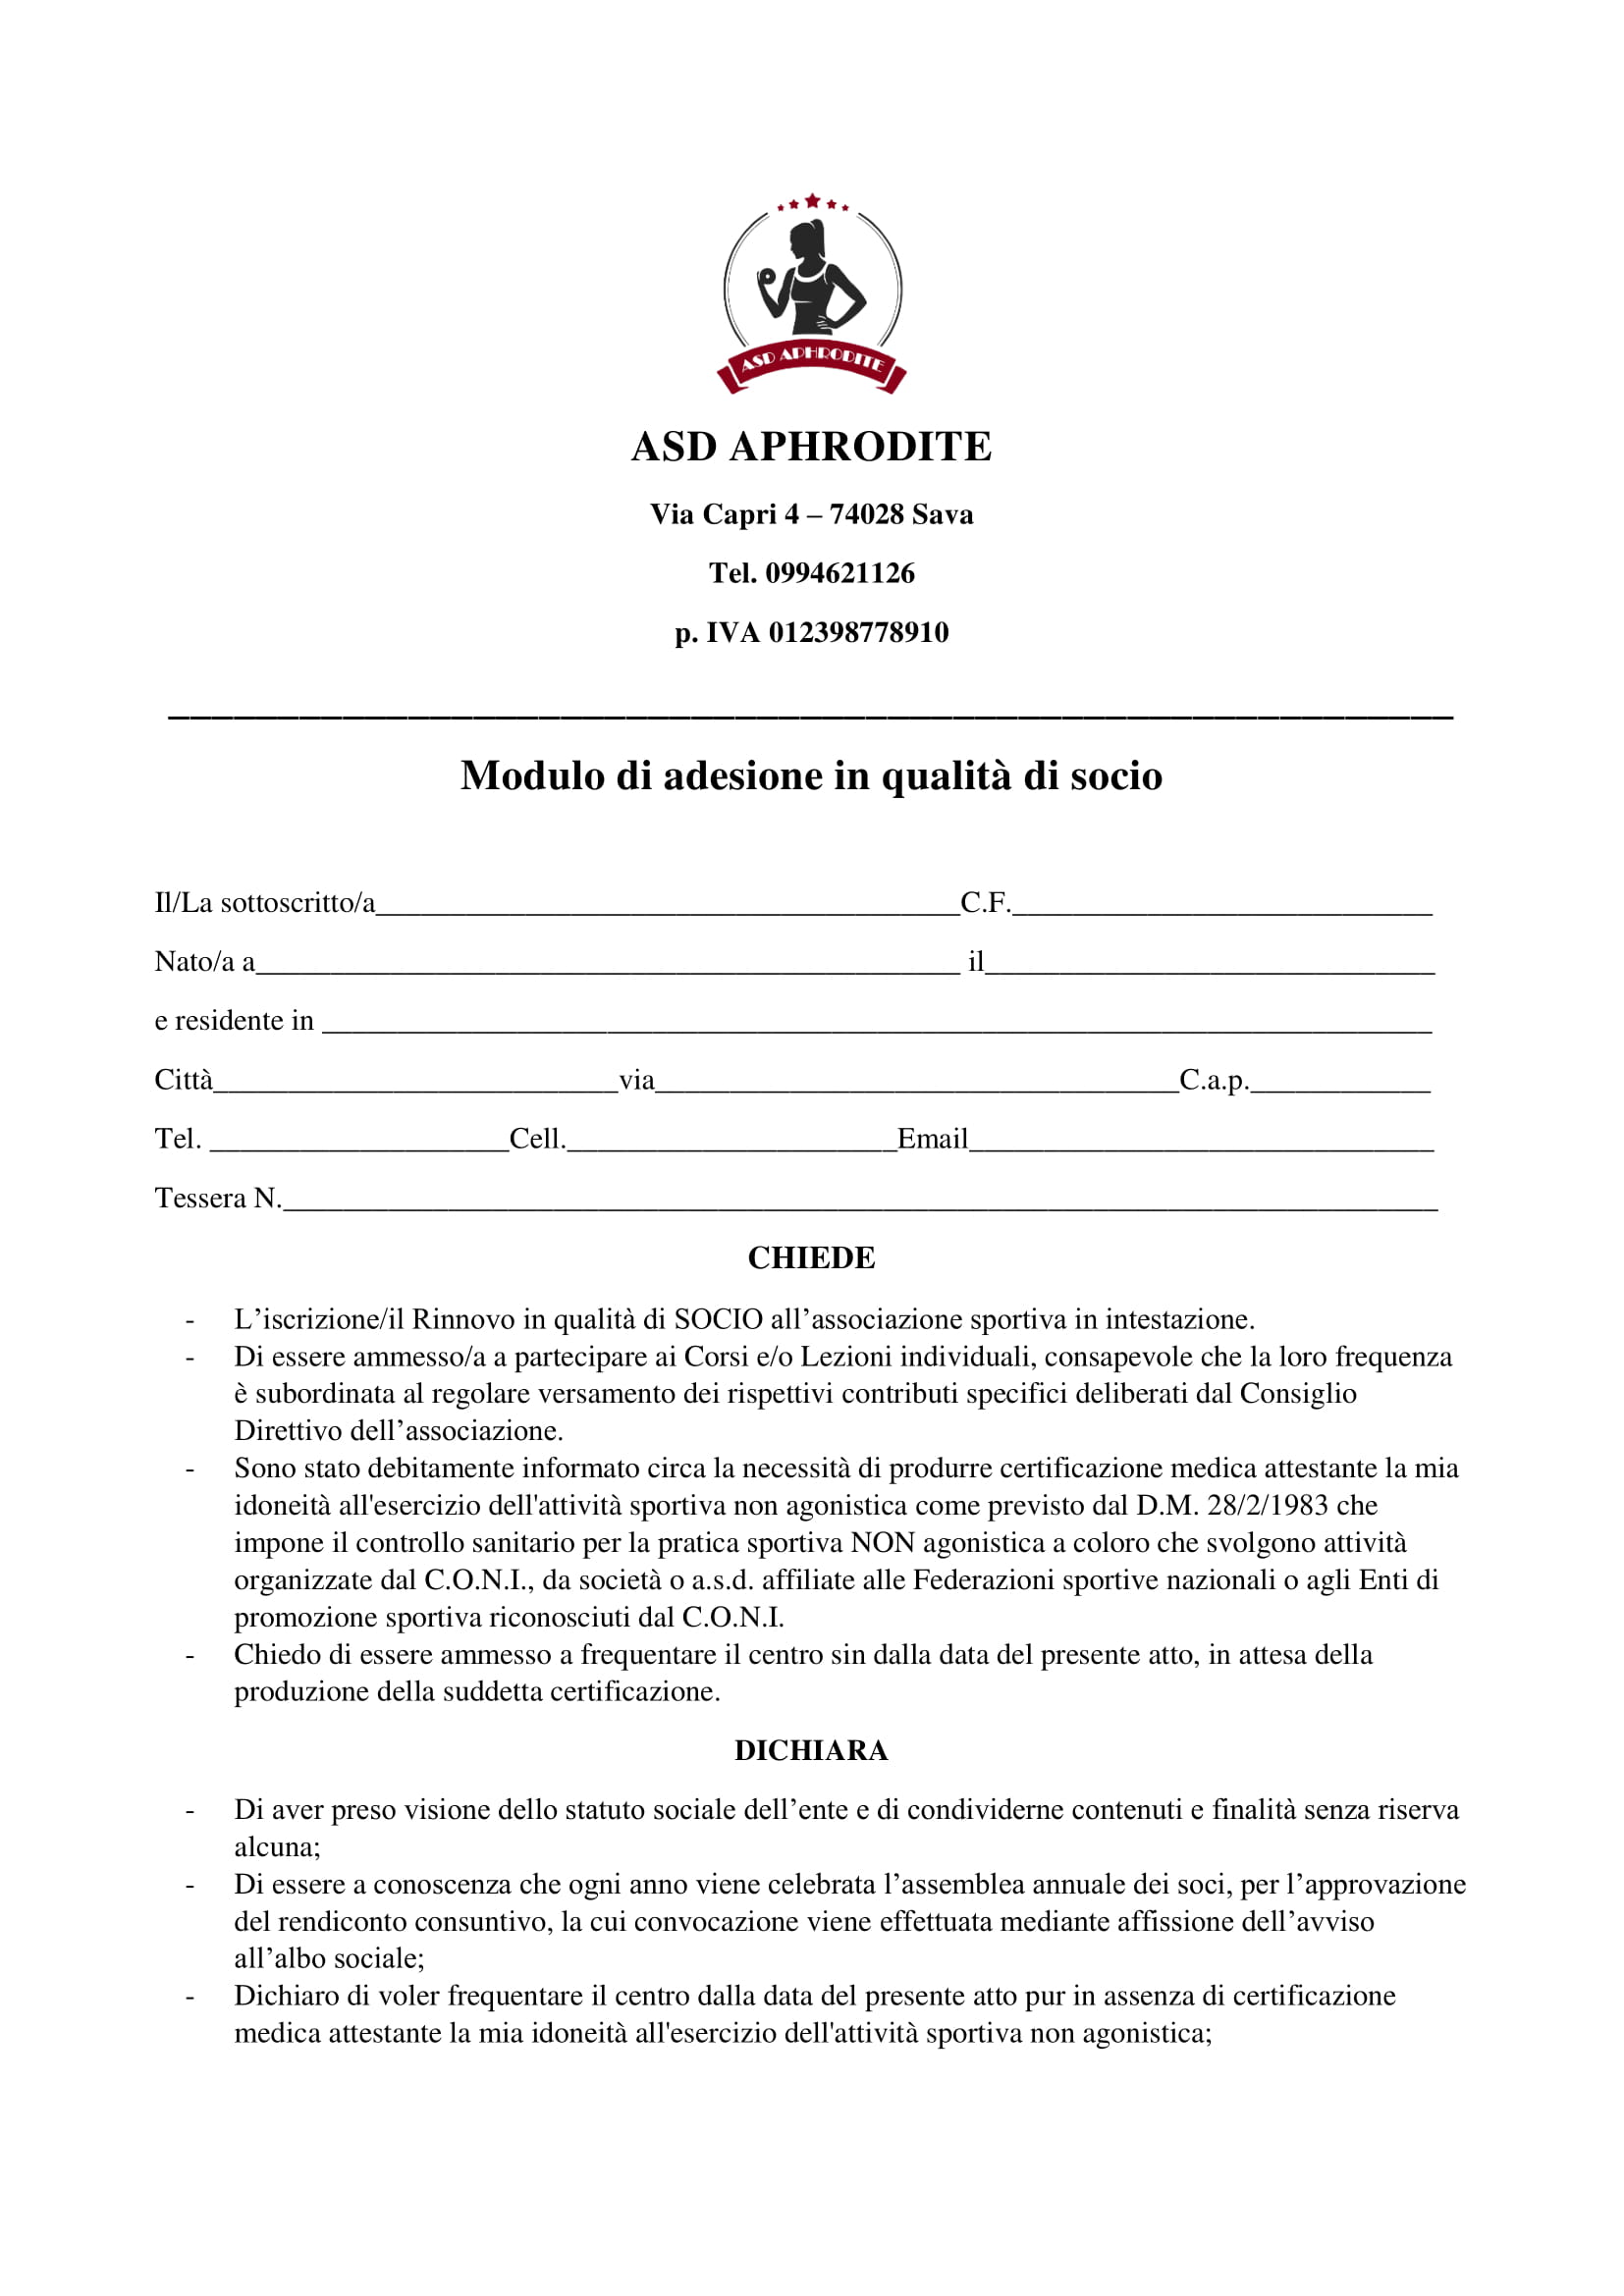 ASD APHRODITE
ASD APHRODITE
Via Capri 4 – 74028 Sava
Tel. 0994621126
p. IVA 012398778910
___________________________________________________________
Modulo di adesione in qualità di socio
Il/La sottoscritto/a_______________________________________C.F.____________________________
Nato/a a_______________________________________________ il______________________________
e residente in __________________________________________________________________________
Città___________________________via___________________________________C.a.p.____________
Tel. ____________________Cell.______________________Email_______________________________
Tessera N._____________________________________________________________________________
CHIEDE
- L’iscrizione/il Rinnovo in qualità di SOCIO all’associazione sportiva in intestazione.
- Di essere ammesso/a a partecipare ai Corsi e/o Lezioni individuali, consapevole che la loro frequenza
è subordinata al regolare versamento dei rispettivi contributi specifici deliberati dal Consiglio
Direttivo dell’associazione.
- Sono stato debitamente informato circa la necessità di produrre certificazione medica attestante la mia
idoneità all'esercizio dell'attività sportiva non agonistica come previsto dal D.M. 28/2/1983 che
impone il controllo sanitario per la pratica sportiva NON agonistica a coloro che svolgono attività
organizzate dal C.O.N.I., da società o a.s.d. affiliate alle Federazioni sportive nazionali o agli Enti di
promozione sportiva riconosciuti dal C.O.N.I.
- Chiedo di essere ammesso a frequentare il centro sin dalla data del presente atto, in attesa della
produzione della suddetta certificazione.
DICHIARA
- Di aver preso visione dello statuto sociale dell’ente e di condividerne contenuti e finalità senza riserva
alcuna;
- Di essere a conoscenza che ogni anno viene celebrata l’assemblea annuale dei soci, per l’approvazione
del rendiconto consuntivo, la cui convocazione viene effettuata mediante affissione dell’avviso
all’albo sociale;
- Dichiaro di voler frequentare il centro dalla data del presente atto pur in assenza di certificazione
medica attestante la mia idoneità all'esercizio dell'attività sportiva non agonistica;